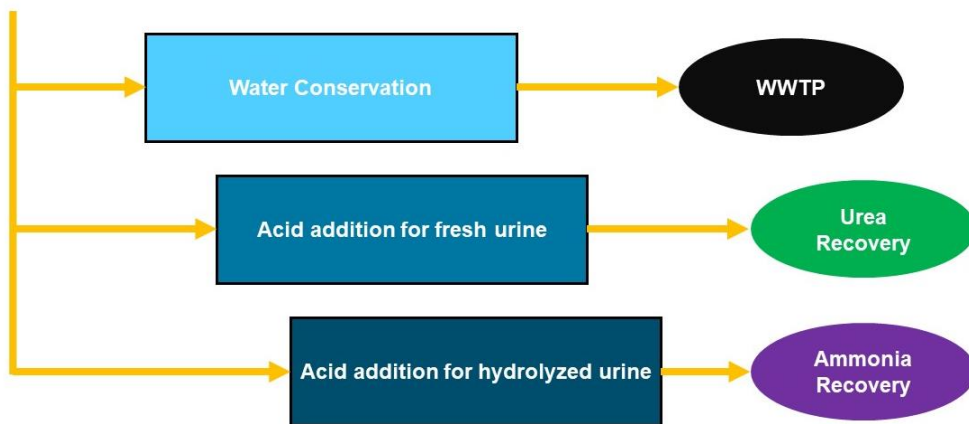 Water Conservation
WWTP
Acid addition for fresh urine
Urea
Recovery
Acid addition for hydrolyzed urine
Ammonia
Recovery